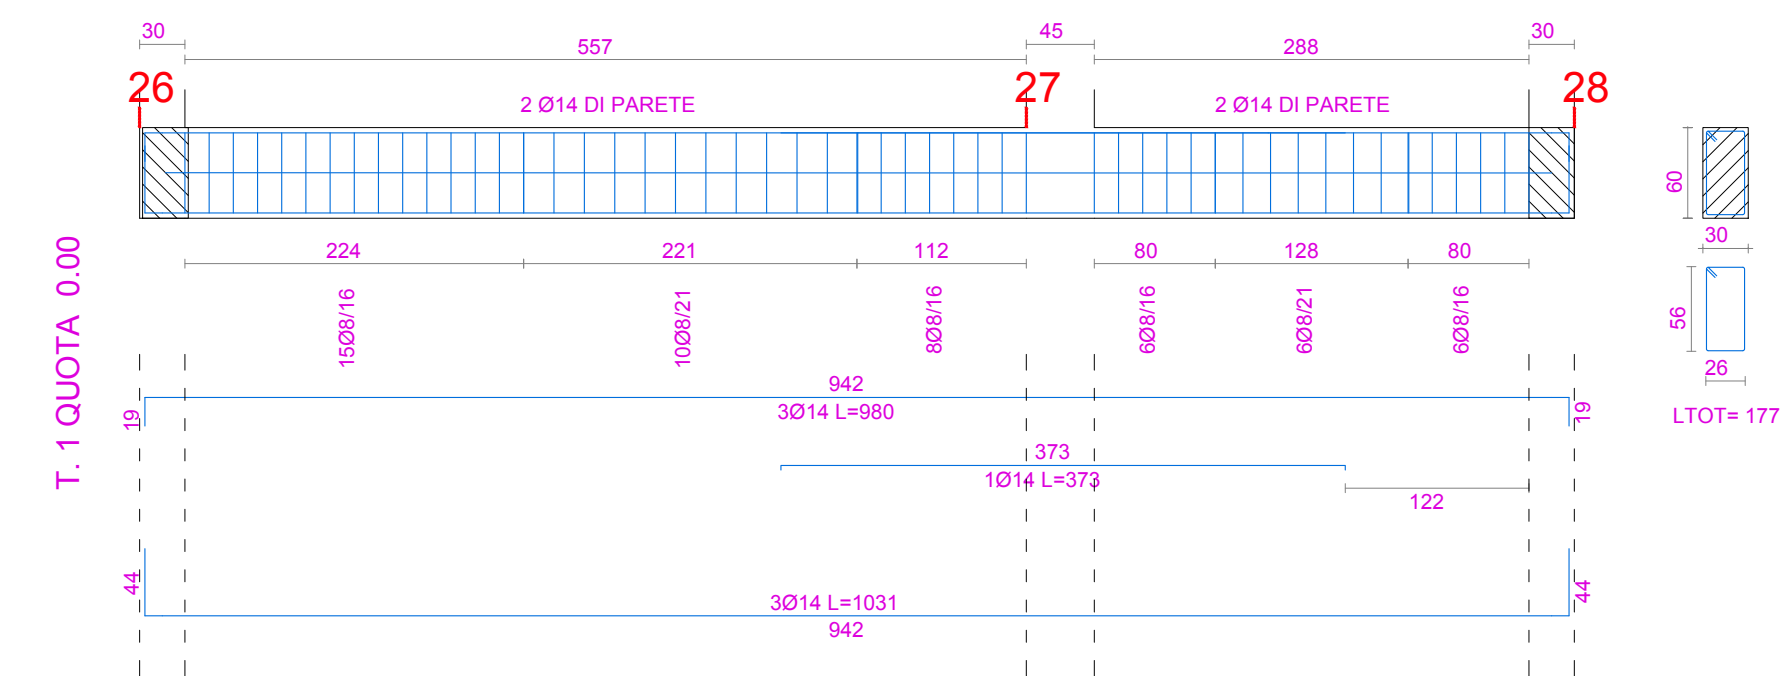 30
557
45
288
30
26
27
28
2 Ø14 DI PARETE
2 Ø14 DI PARETE
60
30
224
221
112
80
128
80
15Ø8/16
10Ø8/21
8Ø8/16
6Ø8/16
6Ø8/21
6Ø8/16
56
26
LTOT= 177
T. 1 QUOTA 0.00
942
3Ø14 L=980
19
19
373
1Ø14 L=373
122
44
44
3Ø14 L=1031
942